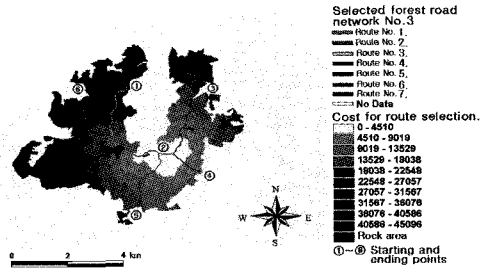 Selected forest road
network No.3
Route No. 1.
Route No. 2.
Route No. 3.
Route No. 4.
Route No. 5.
Route No. 6.
Route No. 7.
No Data
Cost for route selection.
0 - 4510
4510 - 9019
9019 - 13529
13529 - 18038
18038 - 22548
22548 - 27057
27057 - 31567
31567 - 36076
36076 - 40586
40586 - 45096
Rock area
①~⑥ Starting and
ending points
⑥
①
③
②
④
⑤
N
W
E
S
0 2 4 km